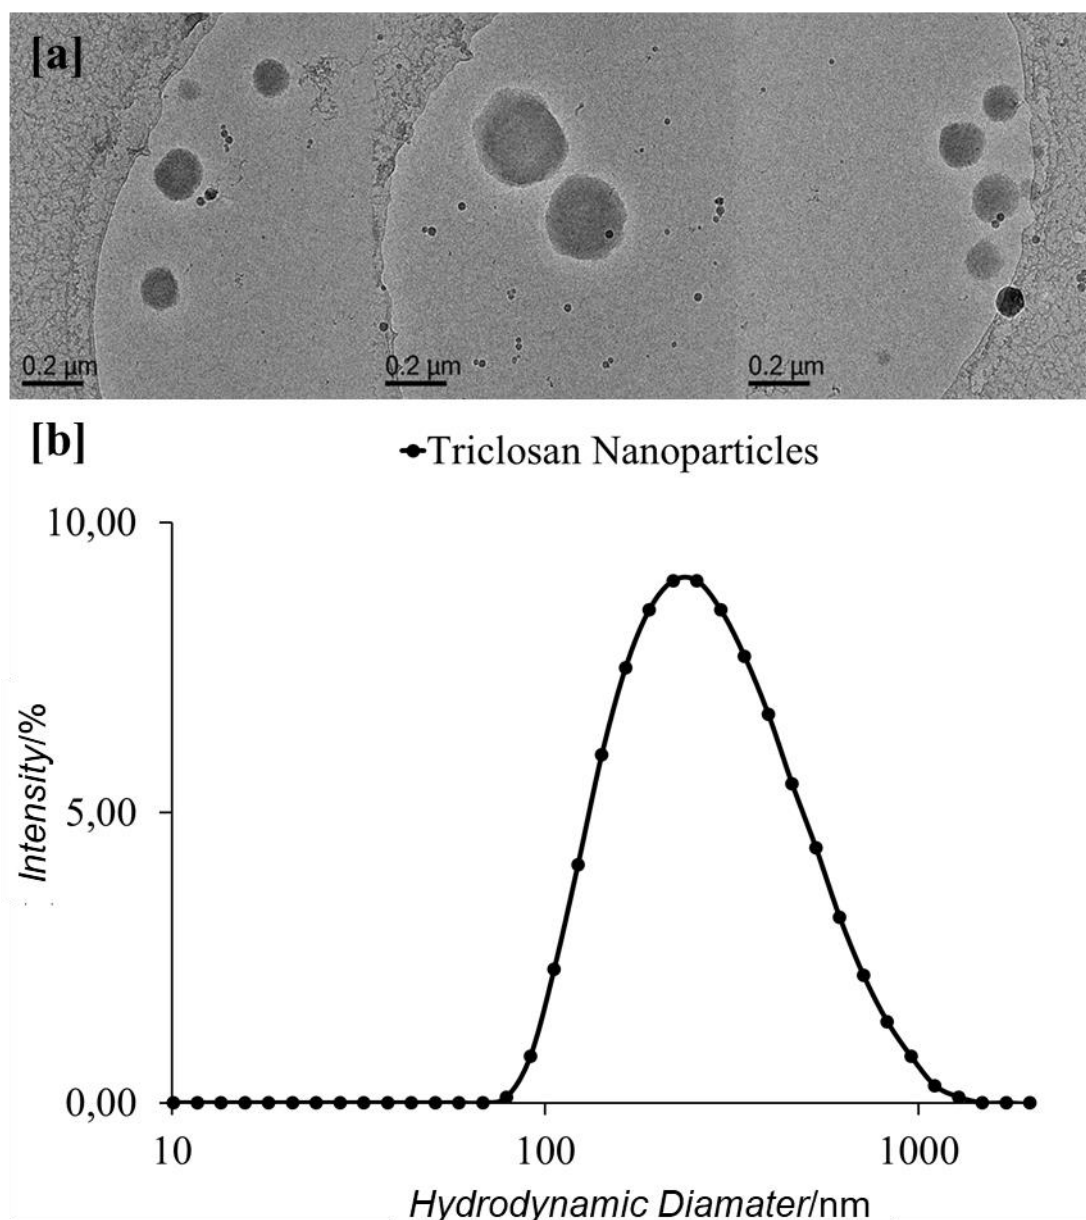 [a]
0.2 µm
0.2 µm
0.2 µm
[b]
Triclosan Nanoparticles
10,00
5,00
0,00
Intensity/%
10
100
1000
Hydrodynamic Diamater/nm